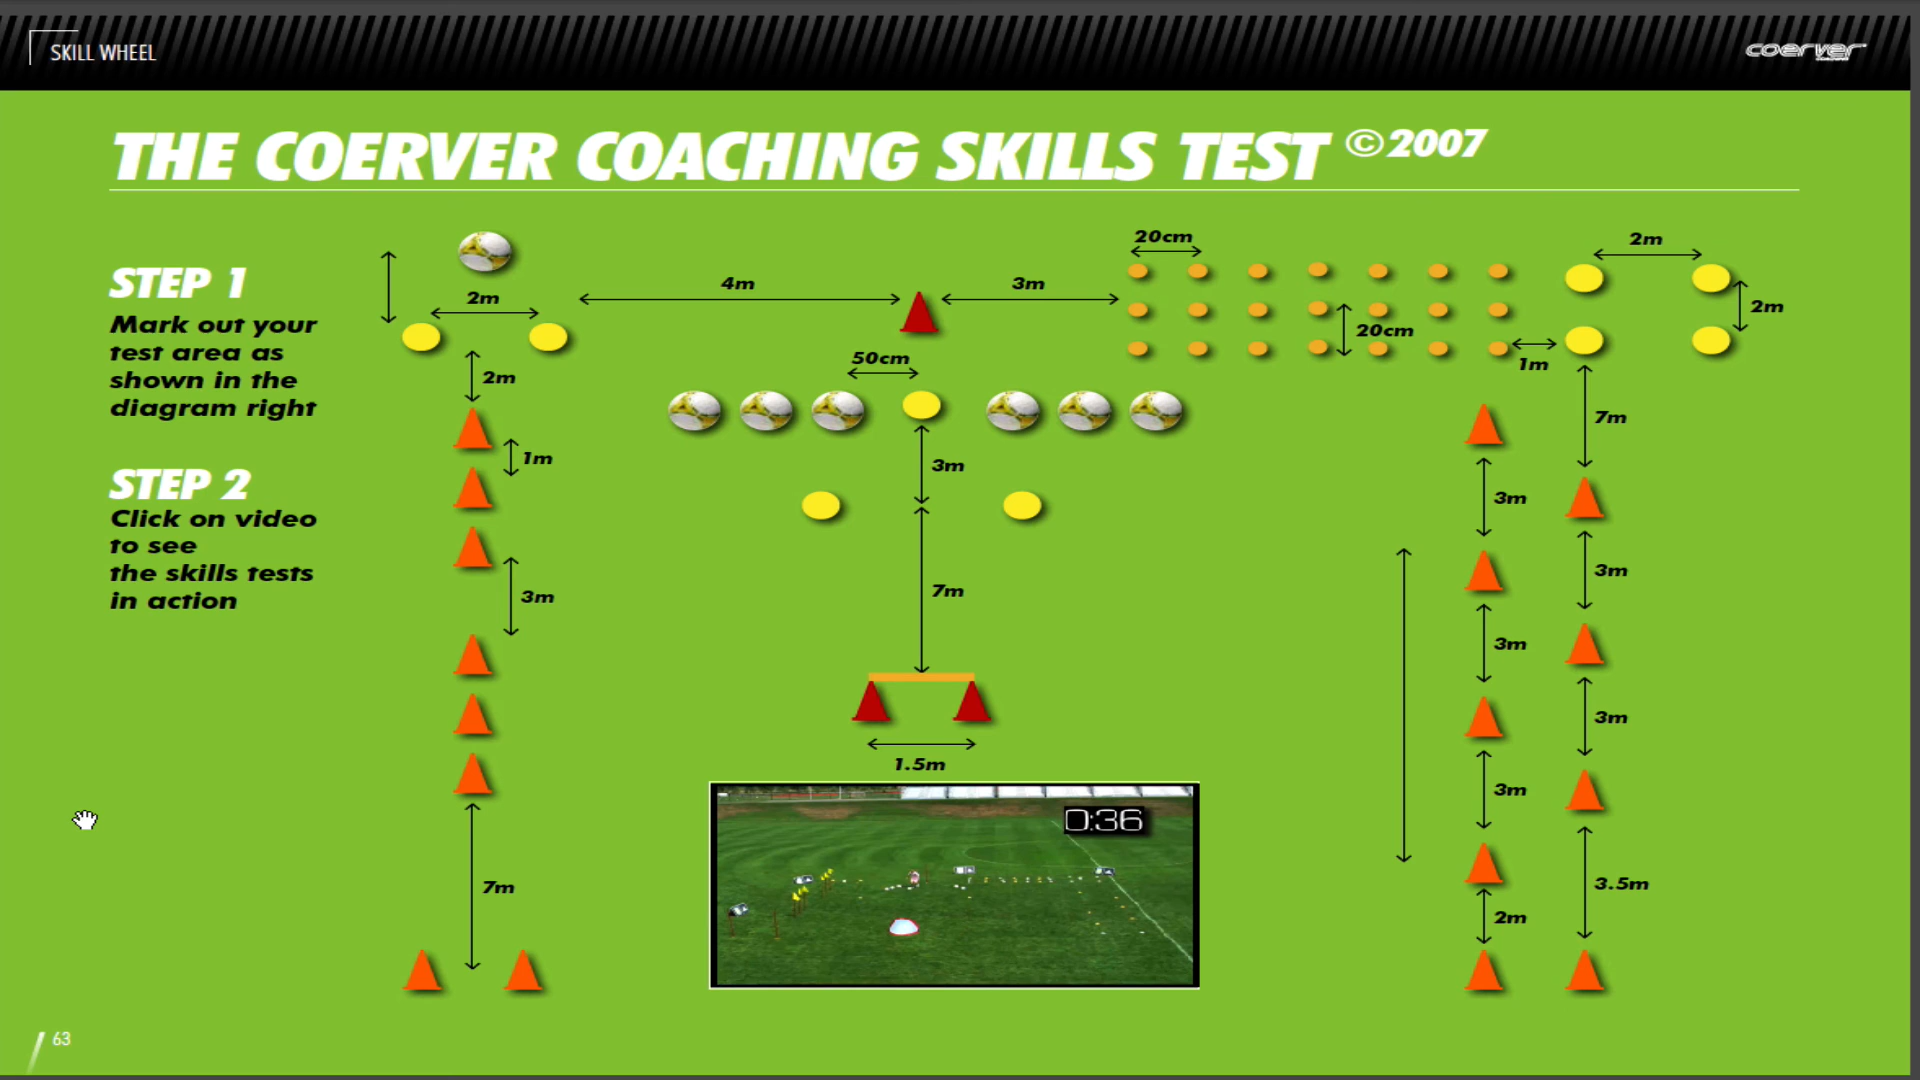 SKILL WHEEL
coerver
THE COERVER COACHING SKILLS TEST ©2007
STEP 1
Mark out your
test area as
shown in the
diagram right
STEP 2
Click on video
to see
the skills tests
in action
2m
2m
1m
3m
7m
4m
3m
50cm
3m
7m
1.5m
0:36
20cm
20cm
1m
2m
2m
7m
3m
3m
3m
2m
3m
3m
3.5m
63